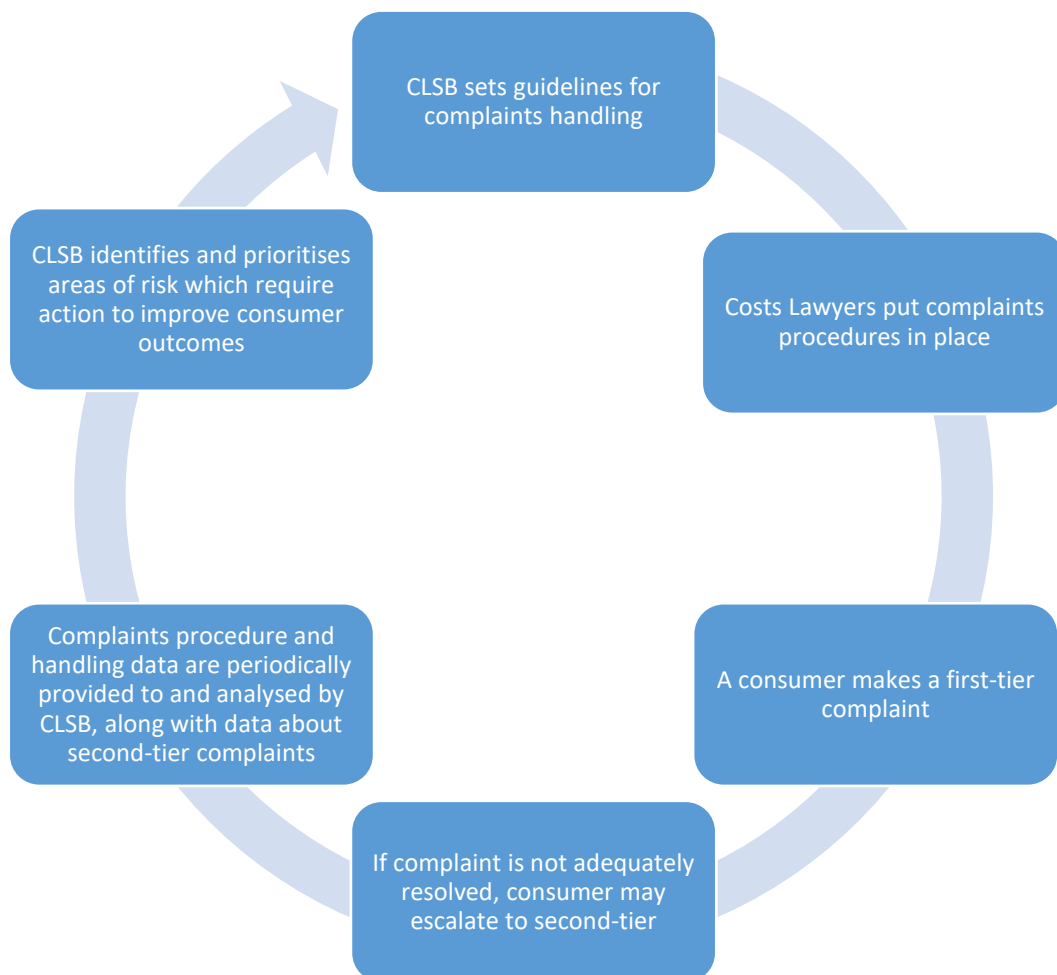 CLSB sets guidelines for
complaints handling
Costs Lawyers put complaints
procedures in place
A consumer makes a first-tier
complaint
If complaint is not adequately
resolved, consumer may
escalate to second-tier
Complaints procedure and
handling data are periodically
provided to and analysed by
CLSB, along with data about
second-tier complaints
CLSB identifies and prioritises
areas of risk which require
action to improve consumer
outcomes